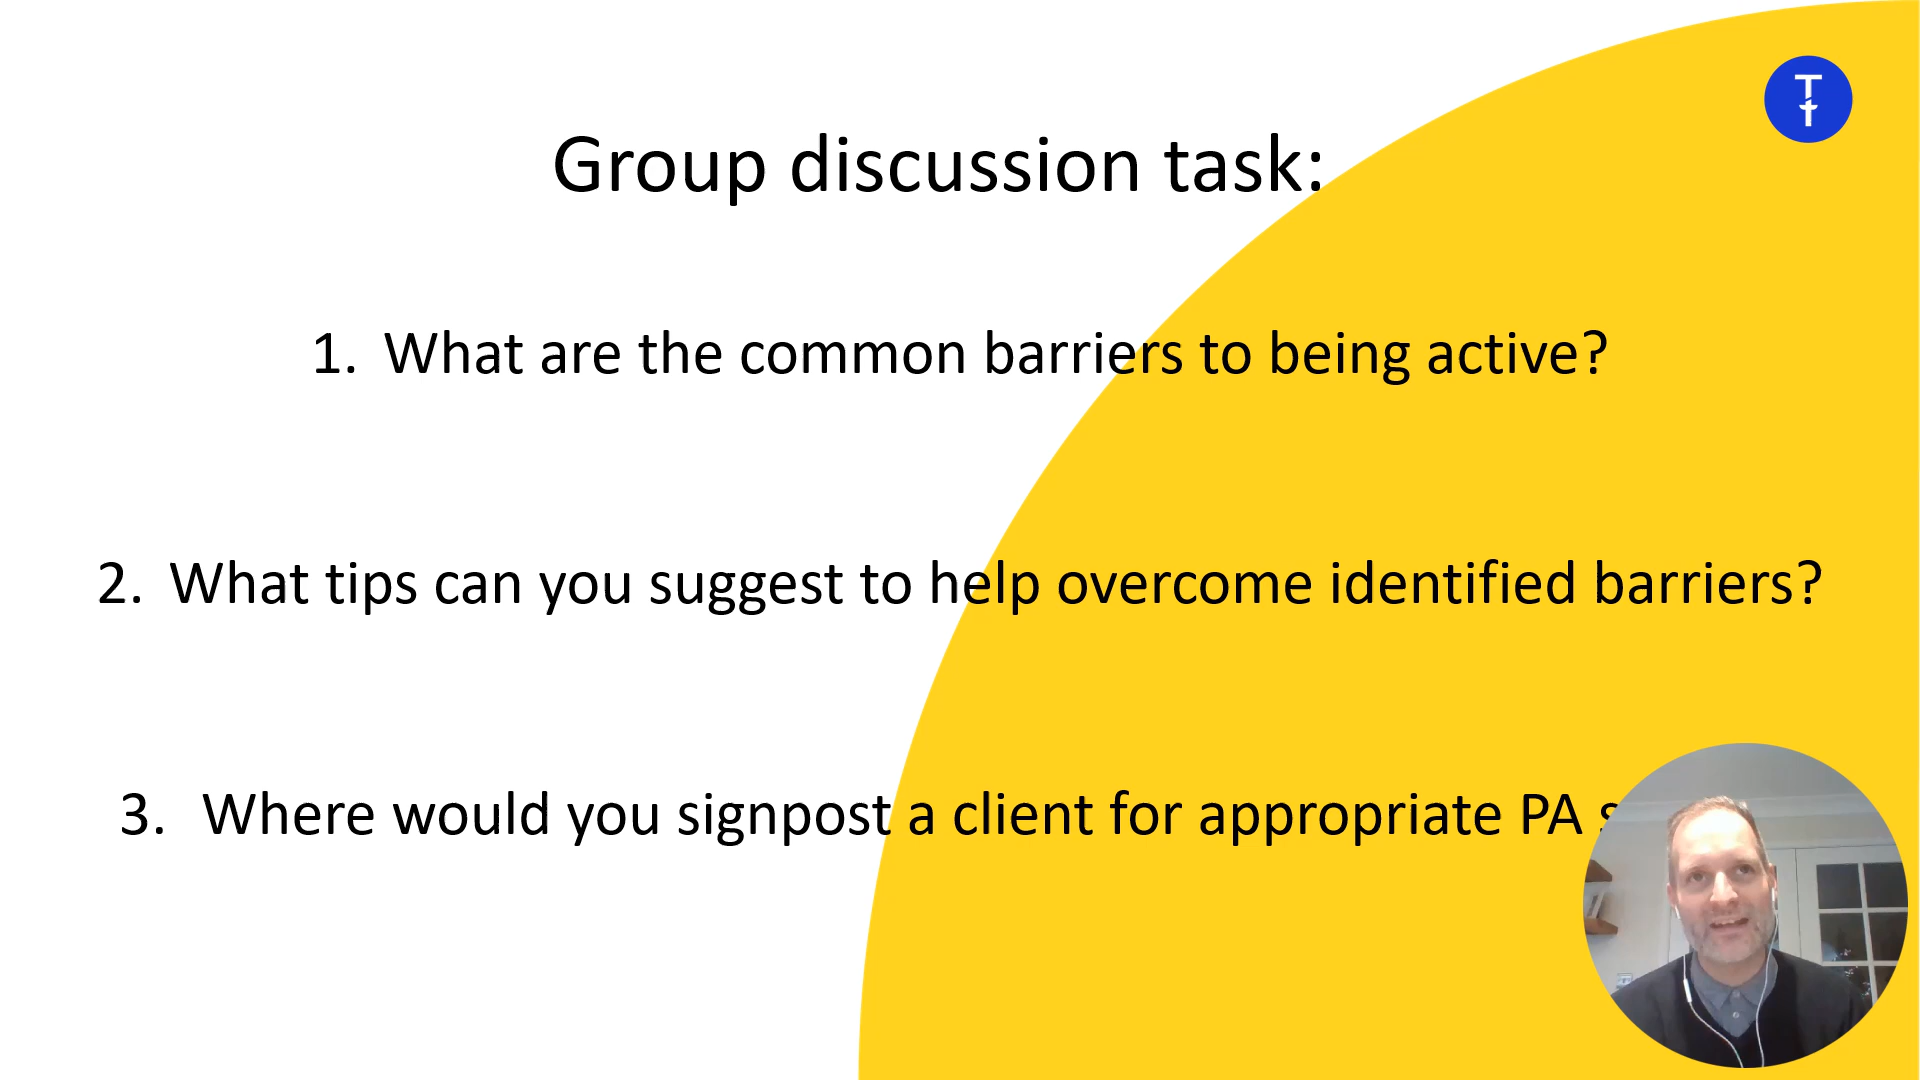 Tt
Group discussion task:
1. What are the common barriers to being active?
2. What tips can you suggest to help overcome identified barriers?
3. Where would you signpost a client for appropriate PA